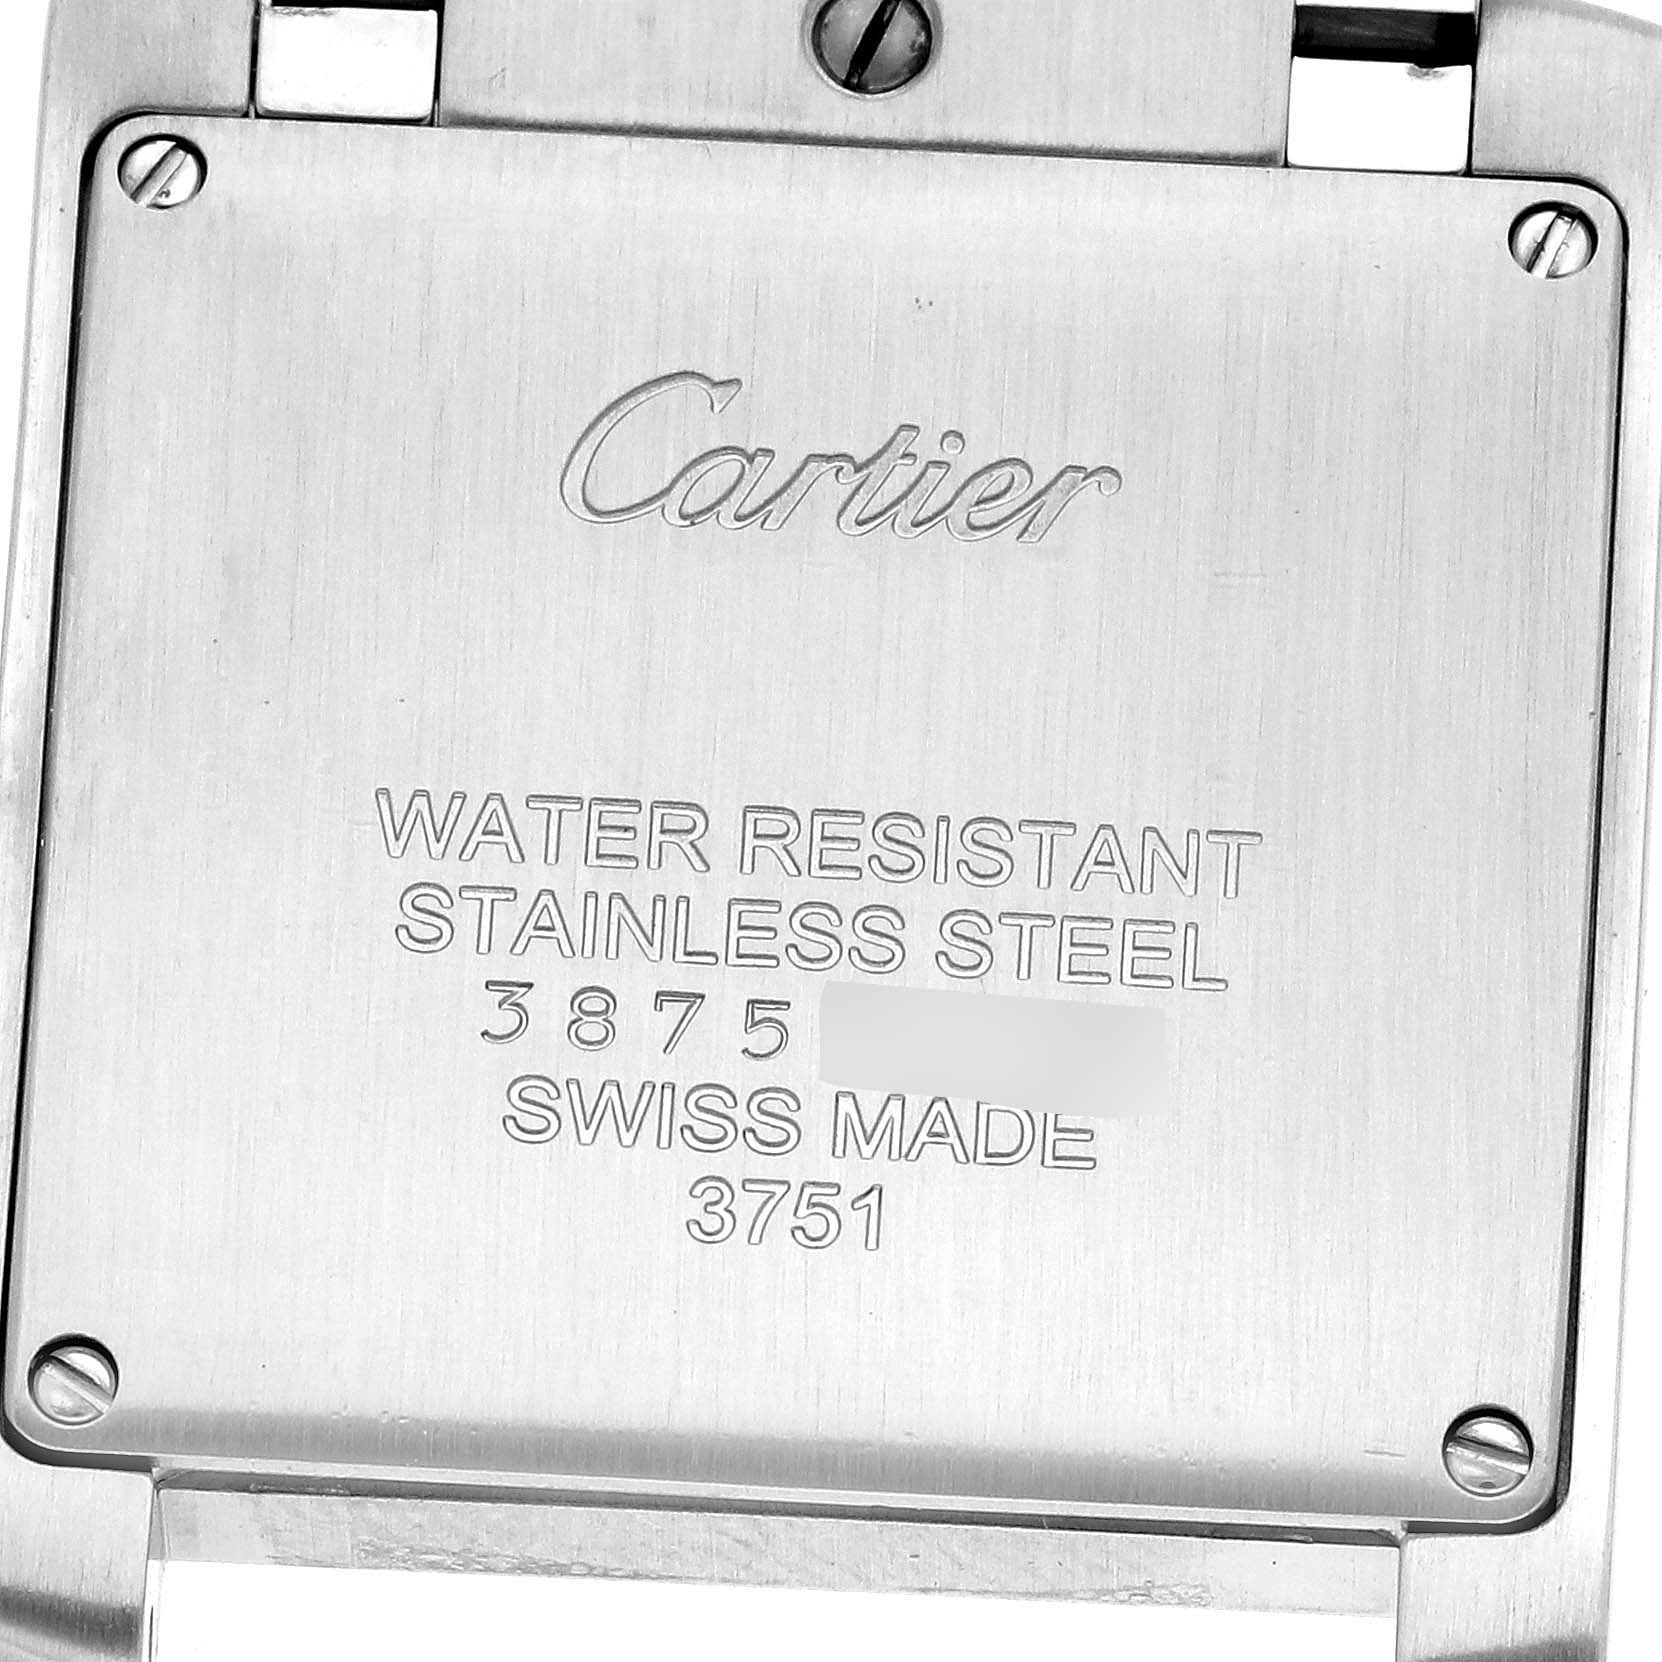 Cartier
WATER RESISTANT
STAINLESS STEEL
3875
SWISS MADE
3751